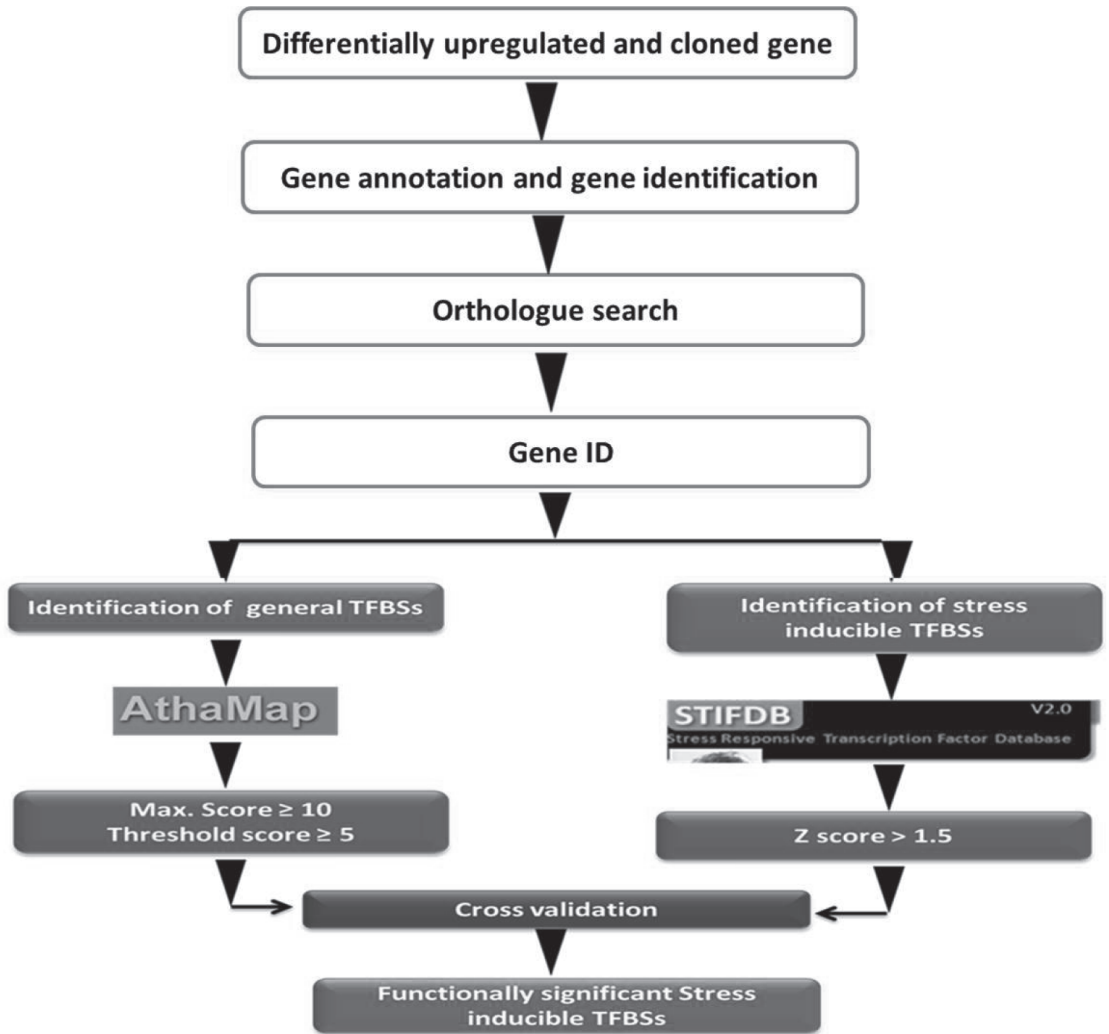 Differentially upregulated and cloned gene
Gene annotation and gene identification
Orthologue search
Gene ID
Identification of general TFBSs
AthaMap
Max. Score ≥ 10
Threshold score ≥ 5
Identification of stress
inducible TFBSs
STIFDB
V2.0
Stress Responsive Transcription Factor Database
Z score > 1.5
Cross validation
Functionally significant Stress
inducible TFBSs